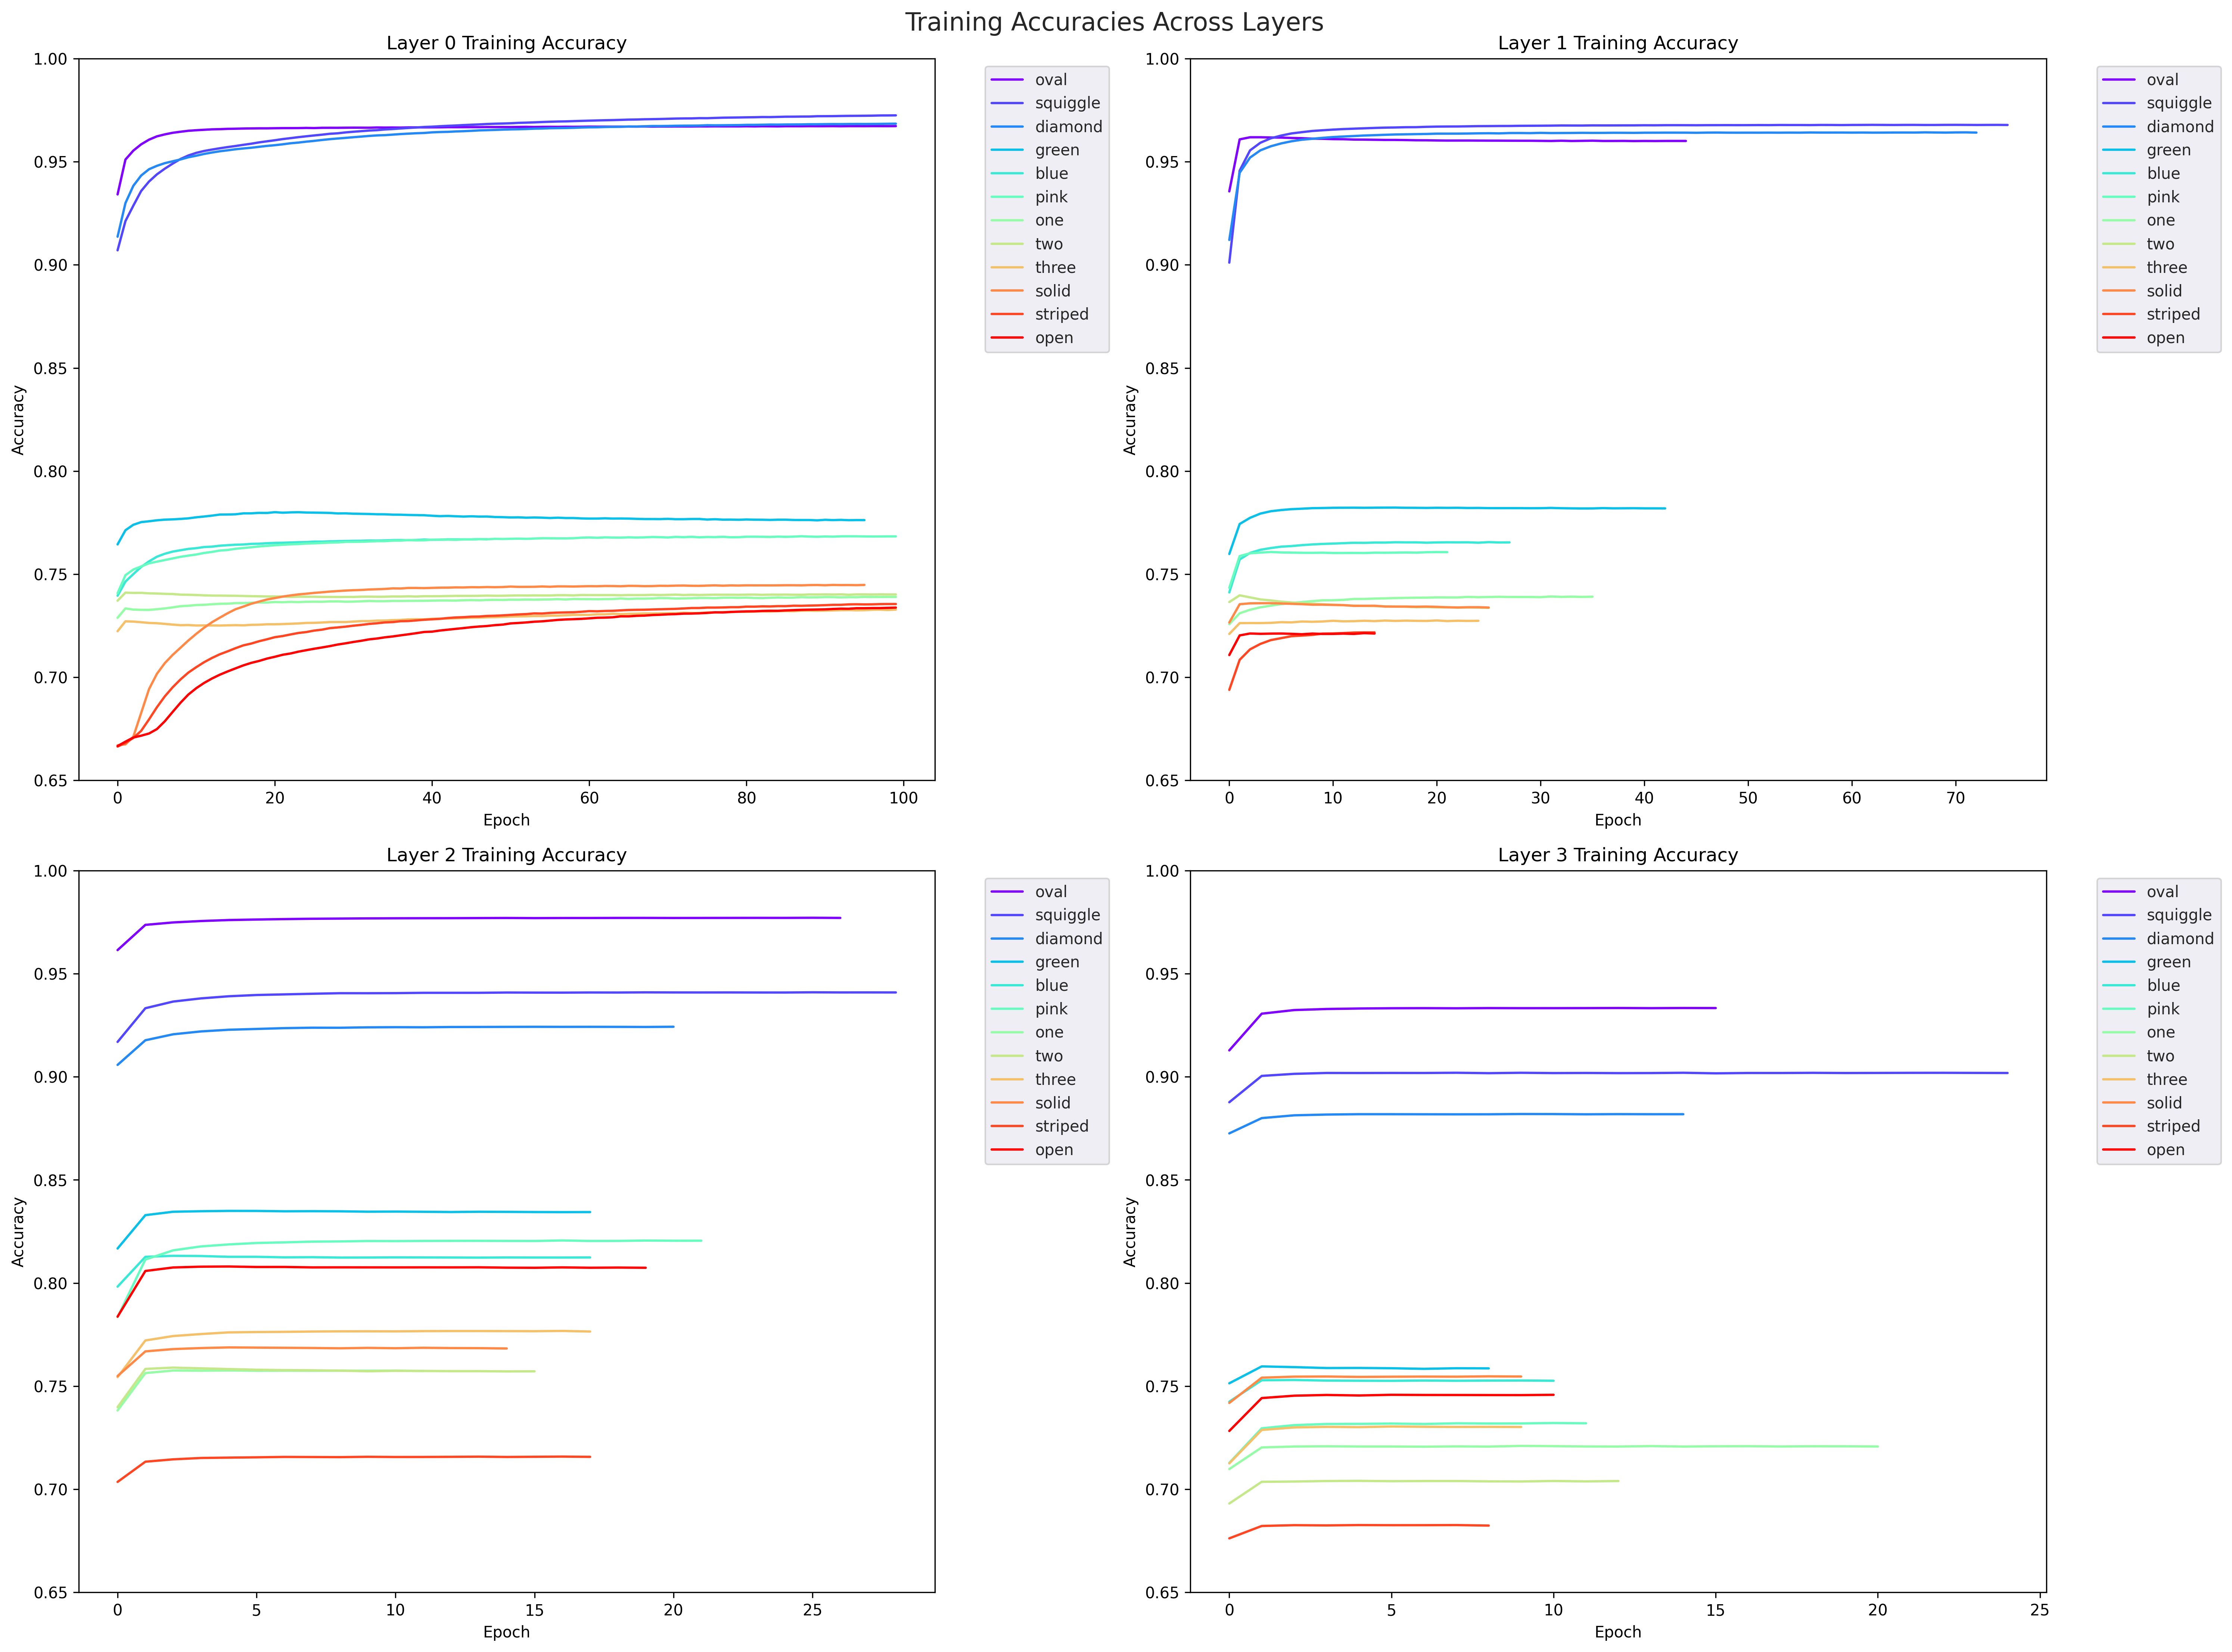 Training Accuracies Across Layers
Layer 0 Training Accuracy
1.00
0.95
0.90
0.85
0.80
0.75
0.70
0.65
Accuracy
0 20 40 60 80 100
Epoch
oval
squiggle
diamond
green
blue
pink
one
two
three
solid
striped
open
Layer 1 Training Accuracy
1.00
0.95
0.90
0.85
0.80
0.75
0.70
0.65
Accuracy
0 10 20 30 40 50 60 70
Epoch
oval
squiggle
diamond
green
blue
pink
one
two
three
solid
striped
open
Layer 2 Training Accuracy
1.00
0.95
0.90
0.85
0.80
0.75
0.70
0.65
Accuracy
0 5 10 15 20 25
Epoch
oval
squiggle
diamond
green
blue
pink
one
two
three
solid
striped
open
Layer 3 Training Accuracy
1.00
0.95
0.90
0.85
0.80
0.75
0.70
0.65
Accuracy
0 5 10 15 20 25
Epoch
oval
squiggle
diamond
green
blue
pink
one
two
three
solid
striped
open